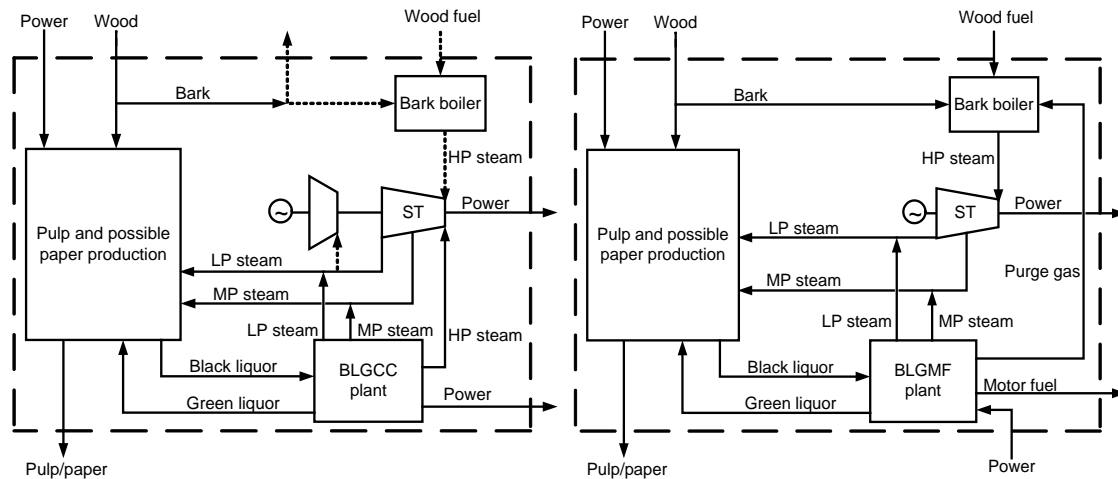 Power
Wood
Wood fuel
Bark
Bark boiler
HP steam
~
ST
Power
Pulp and possible
paper production
LP steam
MP steam
LP steam
MP steam
HP steam
Black liquor
BLGCC
plant
Green liquor
Power
Pulp/paper
Power
Wood
Wood fuel
Bark
Bark boiler
HP steam
~
ST
Power
Pulp and possible
paper production
LP steam
Purge gas
MP steam
LP steam
MP steam
Black liquor
BLGMF
plant
Motor fuel
Green liquor
Pulp/paper
Power